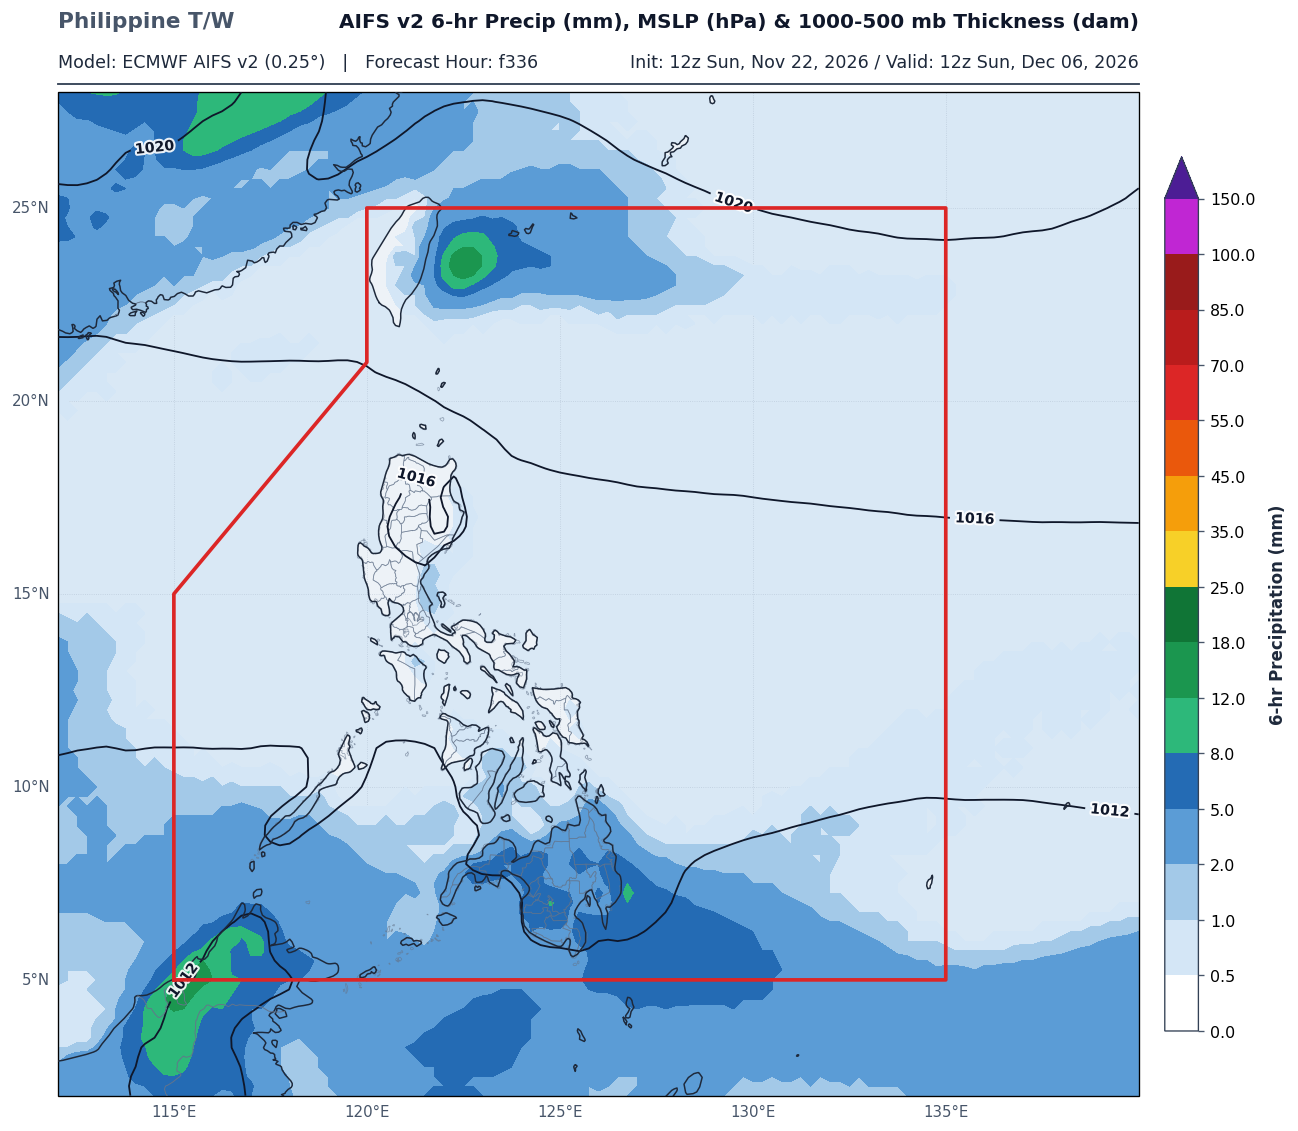 Philippine T/W
AIFS v2 6-hr Precip (mm), MSLP (hPa) & 1000-500 mb Thickness (dam)
Model: ECMWF AIFS v2 (0.25°) | Forecast Hour: f336
Init: 12z Sun, Nov 22, 2026 / Valid: 12z Sun, Dec 06, 2026
1020
1020
1016
1016
1012
1012
25°N
20°N
15°N
10°N
5°N
115°E
120°E
125°E
130°E
135°E
150.0
100.0
85.0
70.0
55.0
45.0
35.0
25.0
18.0
12.0
8.0
5.0
2.0
1.0
0.5
0.0
6-hr Precipitation (mm)